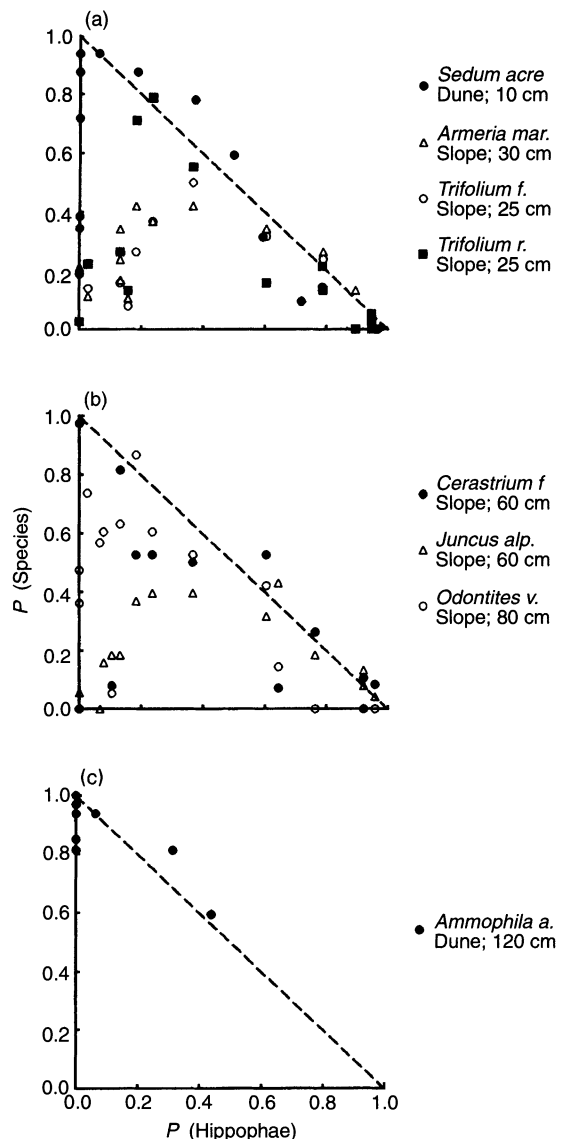 (a)
1.0
0.8
0.6
0.4
0.2
0.0
Sedum acre
Dune; 10 cm
Armeria mar.
Slope; 30 cm
Trifolium f.
Slope; 25 cm
Trifolium r.
Slope; 25 cm
(b)
1.0
0.8
0.6
0.4
0.2
0.0
P (Species)
Cerastrium f
Slope; 60 cm
Juncus alp.
Slope; 60 cm
Odontites v.
Slope; 80 cm
(c)
1.0
0.8
0.6
0.4
0.2
0.0
Ammophila a.
Dune; 120 cm
0.0 0.2 0.4 0.6 0.8 1.0
P (Hippophae)